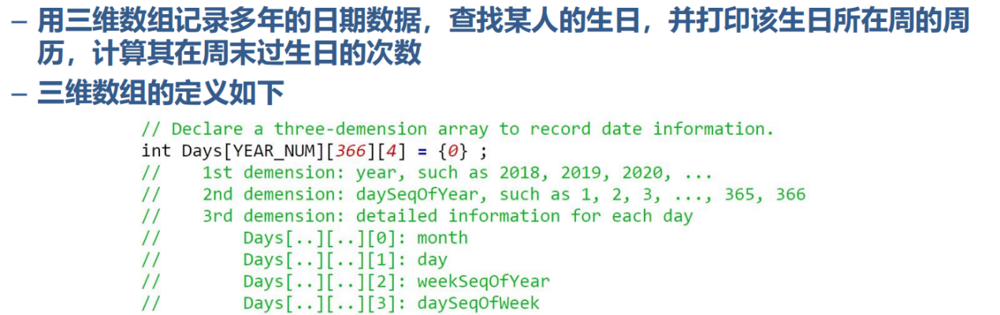 – 用三维数组记录多年的日期数据，查找某人的生日，并打印该生日所在周的周
历，计算其在周末过生日的次数
– 三维数组的定义如下
// Declare a three-demension array to record date information.
int Days[YEAR_NUM][366][4] = {0} ;
// 1st demension: year, such as 2018, 2019, 2020, ...
// 2nd demension: daySeqOfYear, such as 1, 2, 3, ..., 365, 366
// 3rd demension: detailed information for each day
// Days[..][..][0]: month
// Days[..][..][1]: day
// Days[..][..][2]: weekSeqOfYear
// Days[..][..][3]: daySeqOfWeek